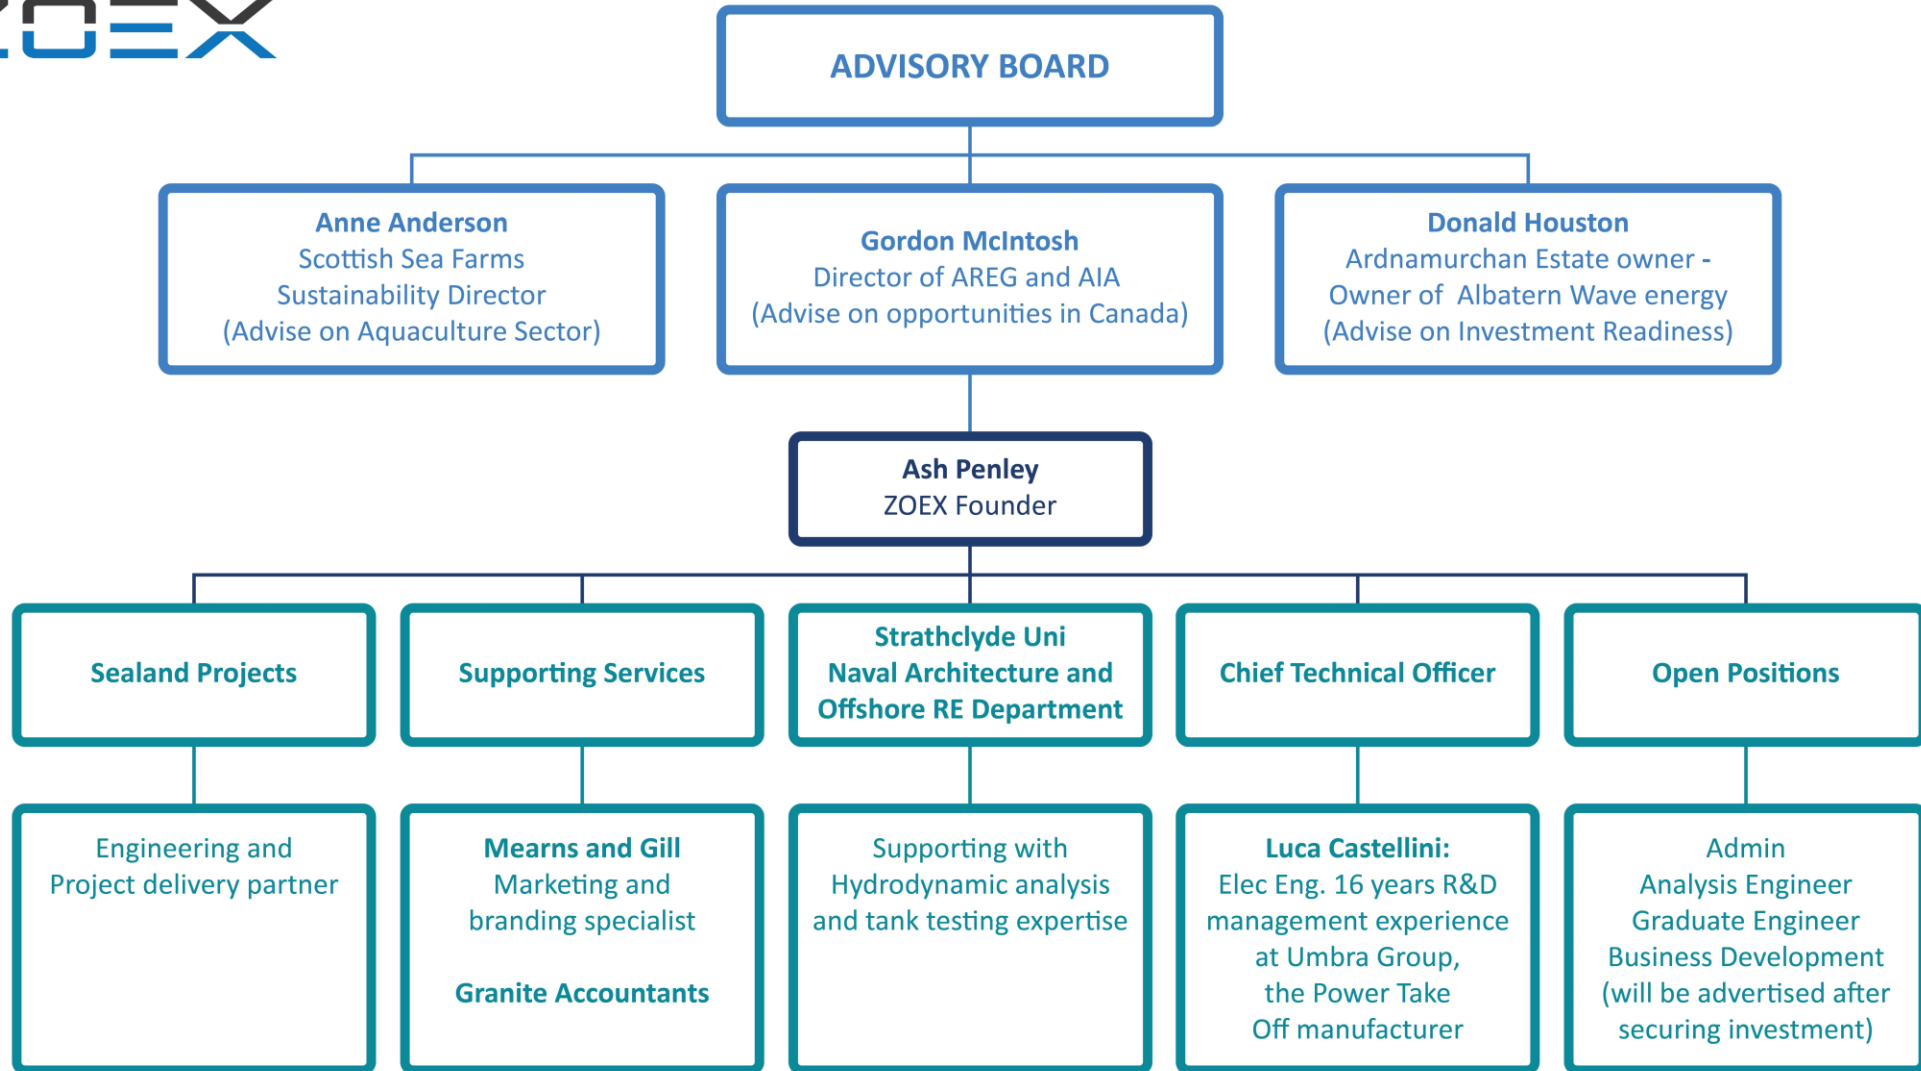 ZOEX
ADVISORY BOARD
Anne Anderson
Scottish Sea Farms
Sustainability Director
(Advise on Aquaculture Sector)
Gordon McIntosh
Director of AREG and AIA
(Advise on opportunities in Canada)
Donald Houston
Ardnamurchan Estate owner -
Owner of Albatern Wave energy
(Advise on Investment Readiness)
Ash Penley
ZOEX Founder
Sealand Projects
Supporting Services
Strathclyde Uni
Naval Architecture and
Offshore RE Department
Chief Technical Officer
Open Positions
Engineering and
Project delivery partner
Mearns and Gill
Marketing and
branding specialist
Granite Accountants
Supporting with
Hydrodynamic analysis
and tank testing expertise
Luca Castellini:
Elec Eng. 16 years R&D
management experience
at Umbra Group,
the Power Take
Off manufacturer
Admin
Analysis Engineer
Graduate Engineer
Business Development
(will be advertised after
securing investment)